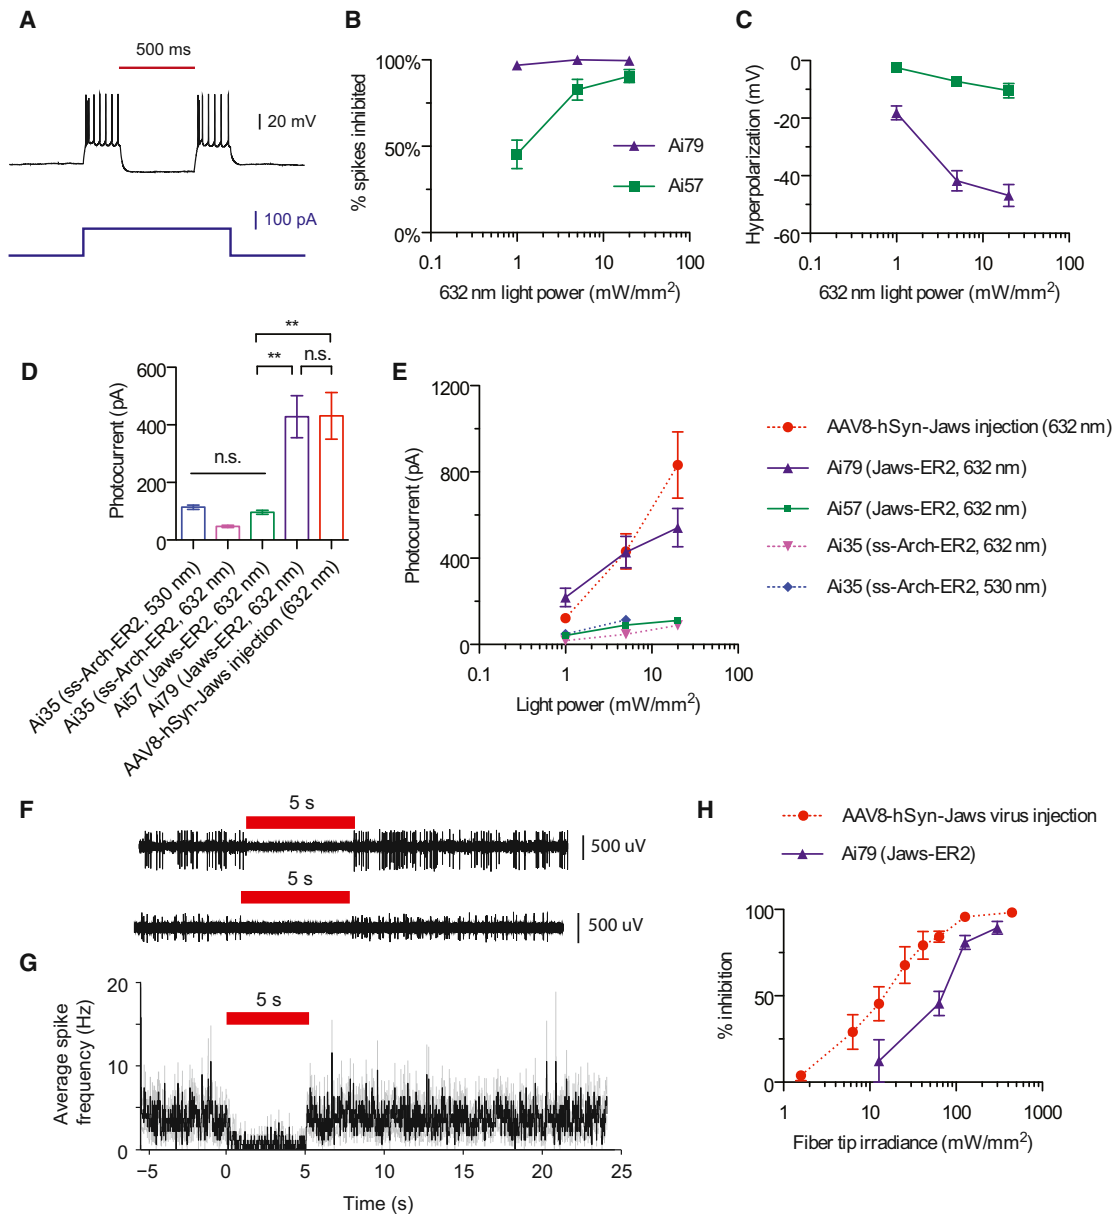 A
500 ms
20 mV
100 pA
B
% spikes inhibited
100%
50%
0%
Ai79
Ai57
0.1
1
10
100
632 nm light power (mW/mm²)
C
Hyperpolarization (mV)
0
-20
-40
-60
0.1
1
10
100
632 nm light power (mW/mm²)
D
Photocurrent (pA)
600
400
200
0
n.s.
**
**
n.s.
Ai35 (ss-Arch-ER2, 530 nm)
Ai35 (ss-Arch-ER2, 632 nm)
Ai57 (Jaws-ER2, 632 nm)
Ai79 (Jaws-ER2, 632 nm)
AAV8-hSyn-Jaws injection (632 nm)
E
Photocurrent (pA)
1200
800
400
0
0.1
1
10
100
Light power (mW/mm²)
AAV8-hSyn-Jaws injection (632 nm)
Ai79 (Jaws-ER2, 632 nm)
Ai57 (Jaws-ER2, 632 nm)
Ai35 (ss-Arch-ER2, 632 nm)
Ai35 (ss-Arch-ER2, 530 nm)
F
5 s
500 uV
5 s
500 uV
G
Average spike
frequency (Hz)
20
10
0
5 s
−5
0
5
10
15
20
25
Time (s)
H
AAV8-hSyn-Jaws virus injection
Ai79 (Jaws-ER2)
% inhibition
100
50
0
1
10
100
1000
Fiber tip irradiance (mW/mm²)